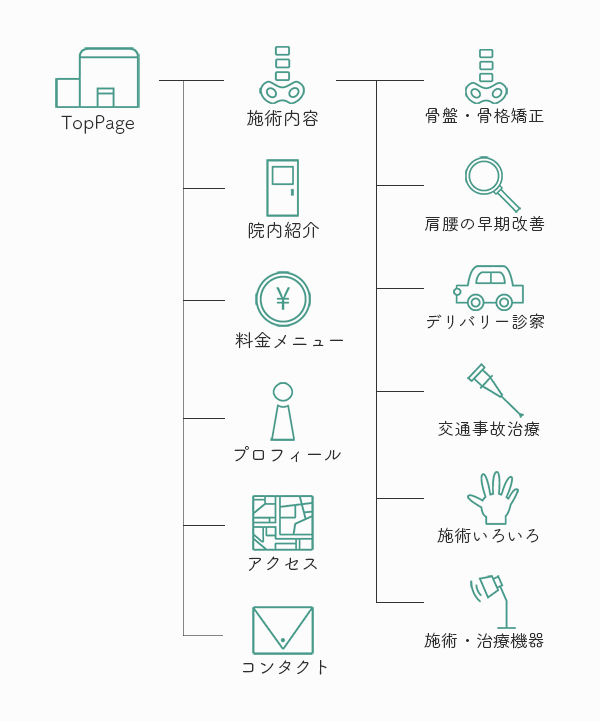 TopPage
施術内容
院内紹介
¥
料金メニュー
プロフィール
アクセス
コンタクト
骨盤・骨格矯正
肩腰の早期改善
デリバリー診察
交通事故治療
施術いろいろ
施術・治療機器